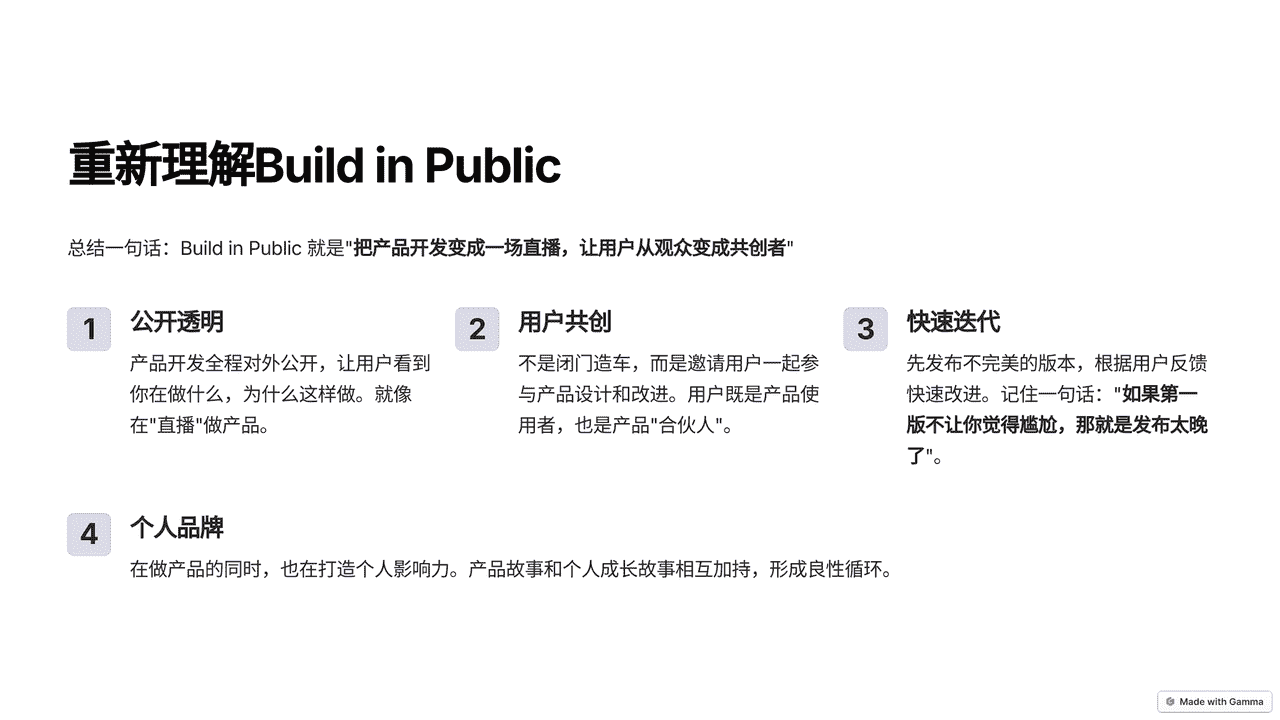 重新理解Build in Public
总结一句话：Build in Public 就是"把产品开发变成一场直播，让用户从观众变成共创者"
1
公开透明
产品开发全程对外公开，让用户看到
你在做什么，为什么这样做。就像
在"直播"做产品。
2
用户共创
不是闭门造车，而是邀请用户一起参
与产品设计和改进。用户既是产品使
用者，也是产品"合伙人"。
3
快速迭代
先发布不完美的版本，根据用户反馈
快速改进。记住一句话："如果第一
版不让你觉得尴尬，那就是发布太晚
了"。
4
个人品牌
在做产品的同时，也在打造个人影响力。产品故事和个人成长故事相互加持，形成良性循环。
Made with Gamma